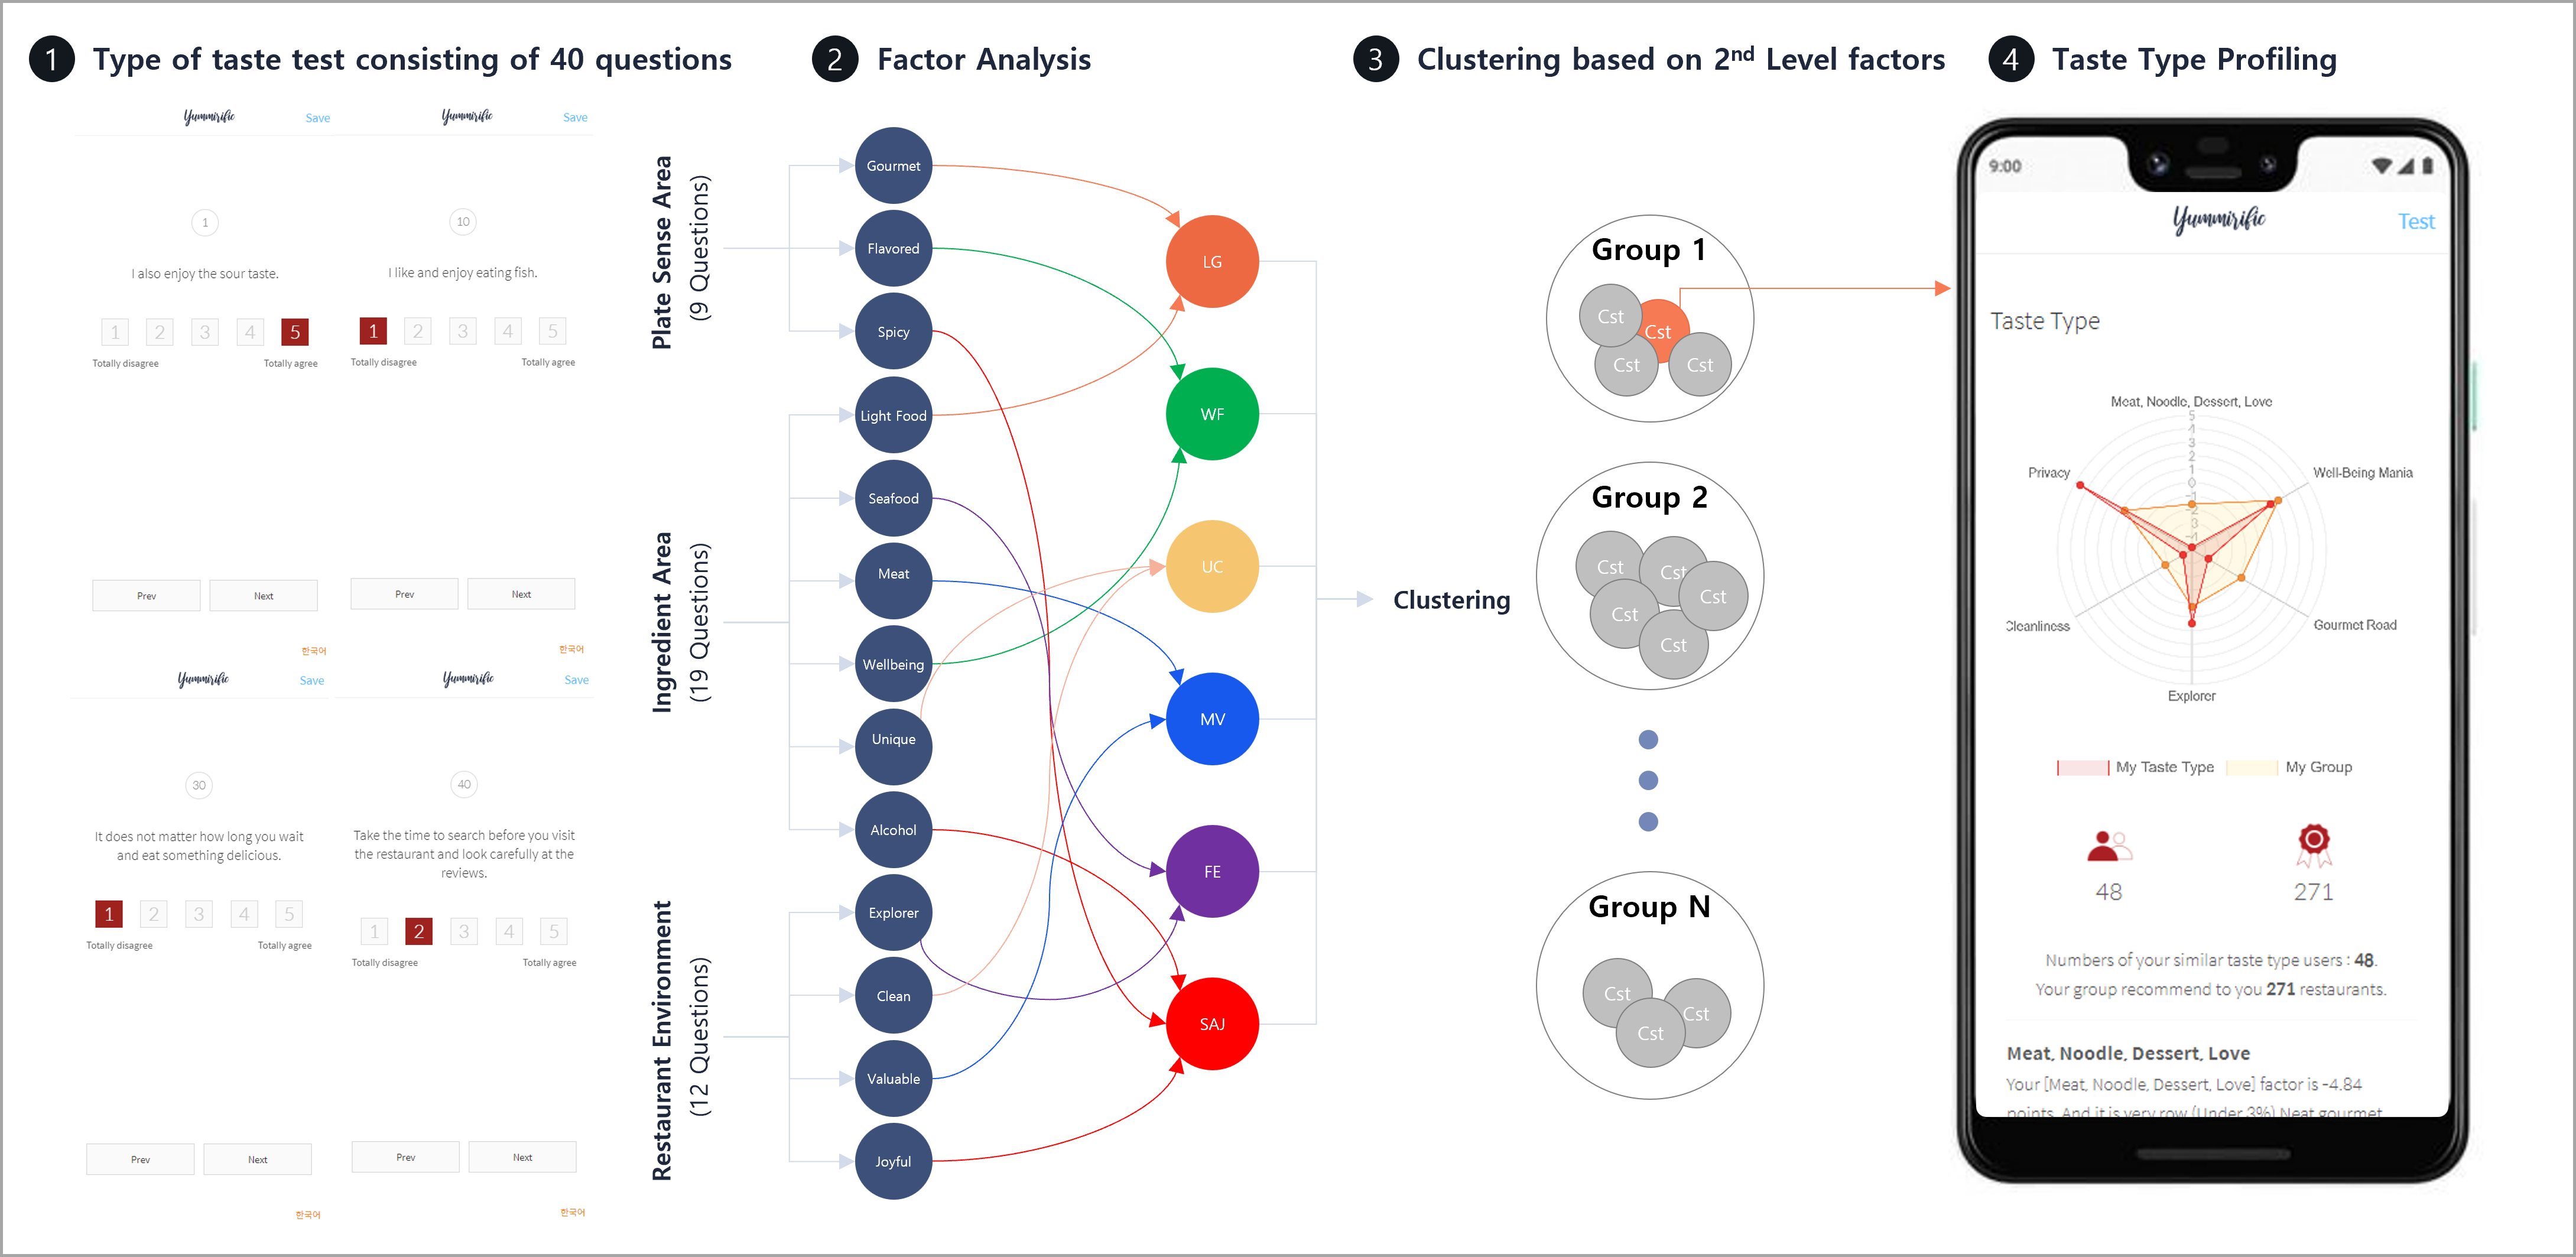 1 Type of taste test consisting of 40 questions
Yummirific
Save
1
I also enjoy the sour taste.
1 2 3 4 5
Totally disagree
Totally agree
Prev
Next
한국어
Yummirific
Save
10
I like and enjoy eating fish.
1 2 3 4 5
Totally disagree
Totally agree
Prev
Next
한국어
Yummirific
Save
30
It does not matter how long you wait
and eat something delicious.
1 2 3 4 5
Totally disagree
Totally agree
Prev
Next
한국어
Yummirific
Save
40
Take the time to search before you visit
the restaurant and look carefully at the
reviews.
1 2 3 4 5
Totally disagree
Totally agree
Prev
Next
한국어
2 Factor Analysis
Plate Sense Area
(9 Questions)
Ingredient Area
(19 Questions)
Restaurant Environment
(12 Questions)
Gourmet
Flavored
Spicy
Light Food
Seafood
Meat
Wellbeing
Unique
Alcohol
Explorer
Clean
Valuable
Joyful
LG
WF
UC
MV
FE
SAJ
3 Clustering based on 2nd Level factors
Clustering
Group 1
Cst
Cst
Cst
Cst
Group 2
Cst
Cst
Cst
Cst
Cst
Group N
Cst
Cst
Cst
4 Taste Type Profiling
9:00
Yummirific
Test
Taste Type
Meat, Noodle, Dessert, Love
5
4
3
2
1
0
-1
-2
-3
-4
Privacy
Well-Being Mania
Cleanliness
Gourmet Road
Explorer
My Taste Type
My Group
48
271
Numbers of your similar taste type users : 48.
Your group recommend to you 271 restaurants.
Meat, Noodle, Dessert, Love
Your [Meat, Noodle, Dessert, Love] factor is -4.84
points. And it is very row (Under 3%) Neat gourmet